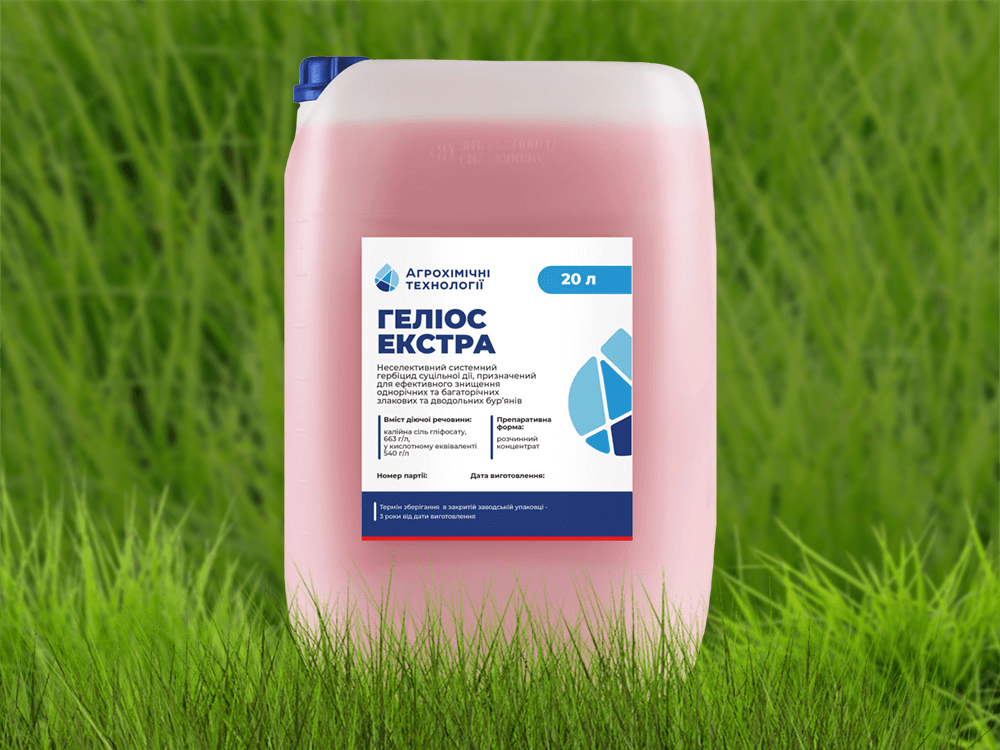 АГРОХІМІЧНІ
ТЕХНОЛОГІЇ
20 л
ГЕЛІОС
ЕКСТРА
Неселективний системний
гербіцид суцільної дії, призначений
для ефективного знищення
однорічних та багаторічних
злакових та дводольних бур'янів
Вміст діючої речовини:
калійна сіль гліфосату,
663 г/л,
у кислотному еквіваленті
540 г/л
Препаративна
форма:
розчинний
концентрат
Номер партії:
Дата виготовлення:
Термін зберігання в закритій заводській упаковці -
3 роки від дати виготовлення